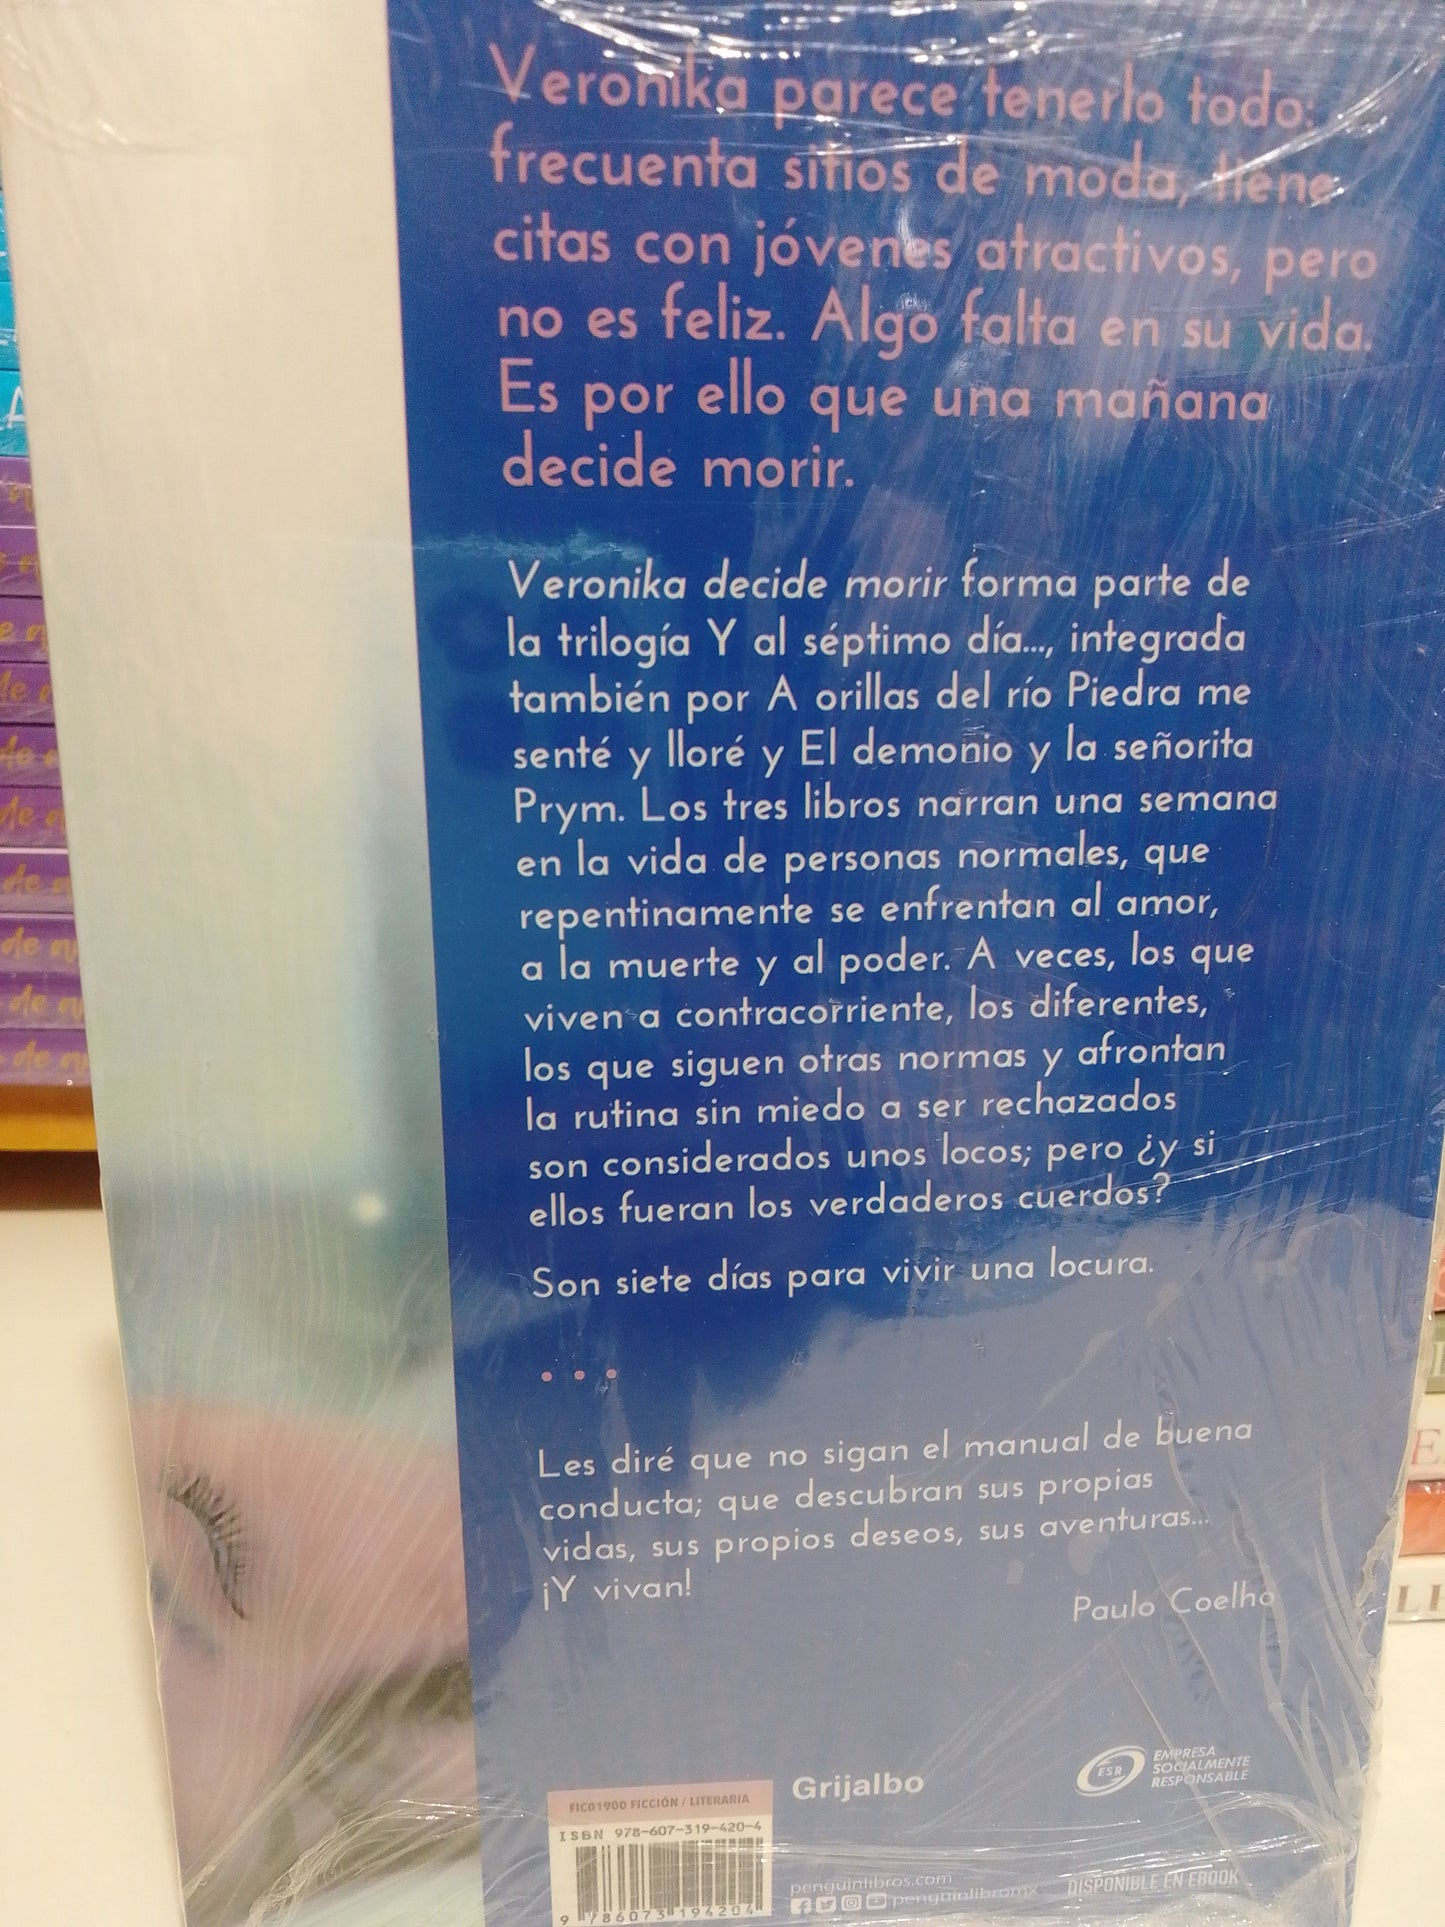 Veronika parece tenerlo todo:
frecuenta sitios de moda, tiene
citas con jóvenes atractivos, pero
no es feliz. Algo falta en su vida.
Es por ello que una mañana
decide morir.
Veronika decide morir forma parte de
la trilogía Y al séptimo día..., integrada
también por A orillas del río Piedra me
senté y lloré y El demonio y la señorita
Prym. Los tres libros narran una semana
en la vida de personas normales, que
repentinamente se enfrentan al amor,
a la muerte y al poder. A veces, los que
viven a contracorriente, los diferentes,
los que siguen otras normas y afrontan
la rutina sin miedo a ser rechazados
son considerados unos locos; pero ¿y si
ellos fueran los verdaderos cuerdos?
Son siete días para vivir una locura.
...
Les diré que no sigan el manual de buena
conducta; que descubran sus propias
vidas, sus propios deseos, sus aventuras...
¡Y vivan!
Paulo Coelho
Grijalbo
ESR
EMPRESA
SOCIALMENTE
RESPONSABLE
FIC01900 FICCIÓN / LITERARIA
ISBN 978-607-319-420-4
9 786073 194204
penguinlibros.com
penguinlibrosmx
DISPONIBLE EN EBOOK